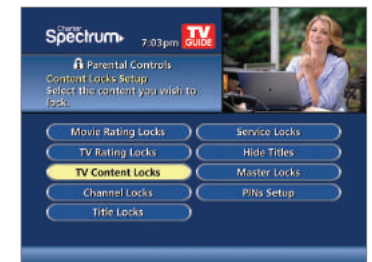 Charter
Spectrum
7:03pm
TV
GUIDE
Parental Controls
Content Locks Setup
Select the content you wish to
lock.
Movie Rating Locks
Service Locks
TV Rating Locks
Hide Titles
TV Content Locks
Master Locks
Channel Locks
PINs Setup
Title Locks